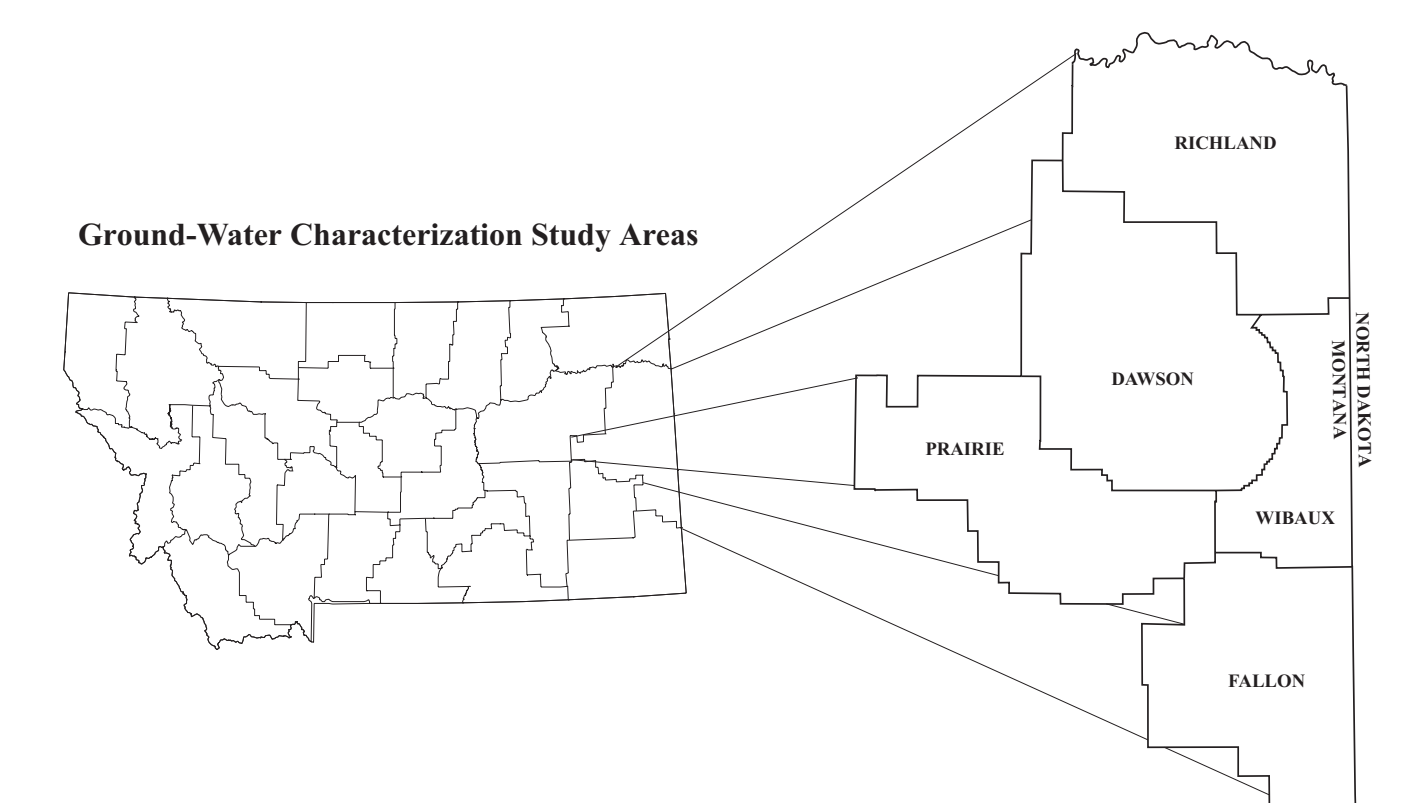 RICHLAND
Ground-Water Characterization Study Areas
NORTH DAKOTA
MONTANA
DAWSON
PRAIRIE
WIBAUX
FALLON